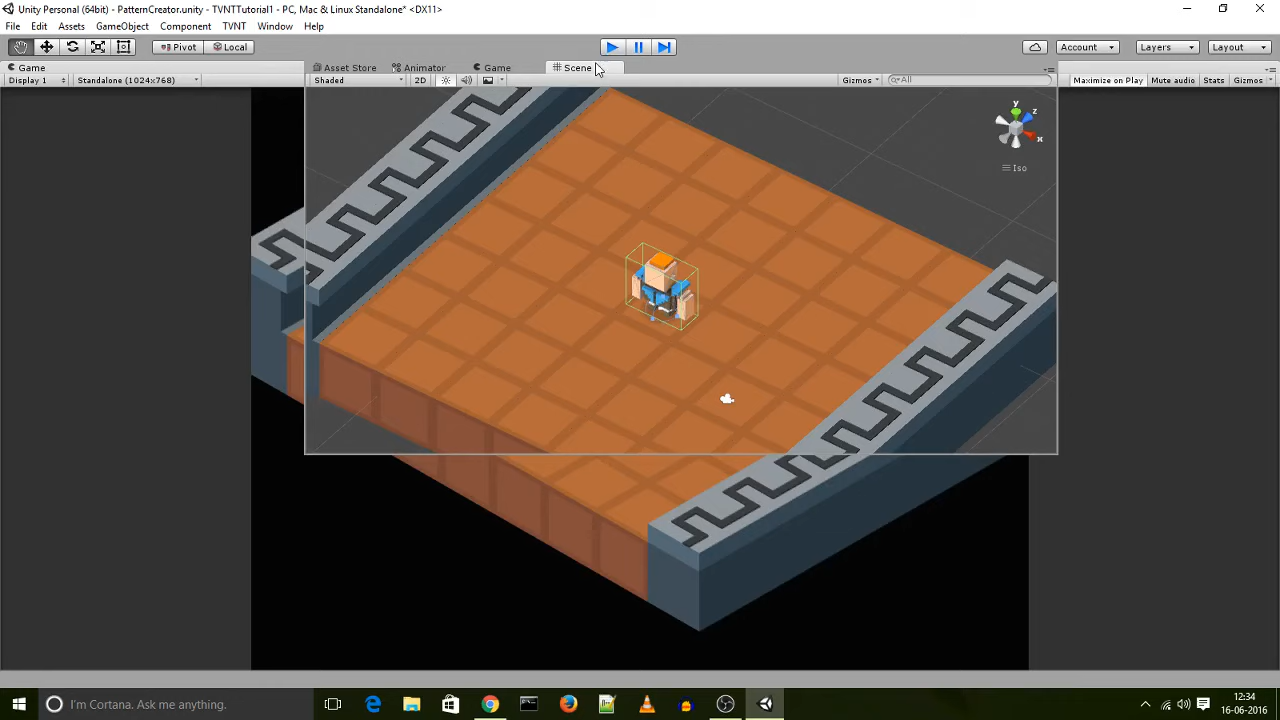 Unity Personal (64bit) - PatternCreator.unity - TVNTTutorial1 - PC, Mac & Linux Standalone* <DX11>
File Edit Assets GameObject Component TVNT Window Help
Pivot Local Account Layers Layout
Game Asset Store Animator Game Scene
Display 1 Standalone (1024x768) Shaded 2D Gizmos All Maximize on Play Mute audio Stats Gizmos
y
z
x
Iso
I'm Cortana. Ask me anything.
12:34
16-06-2016